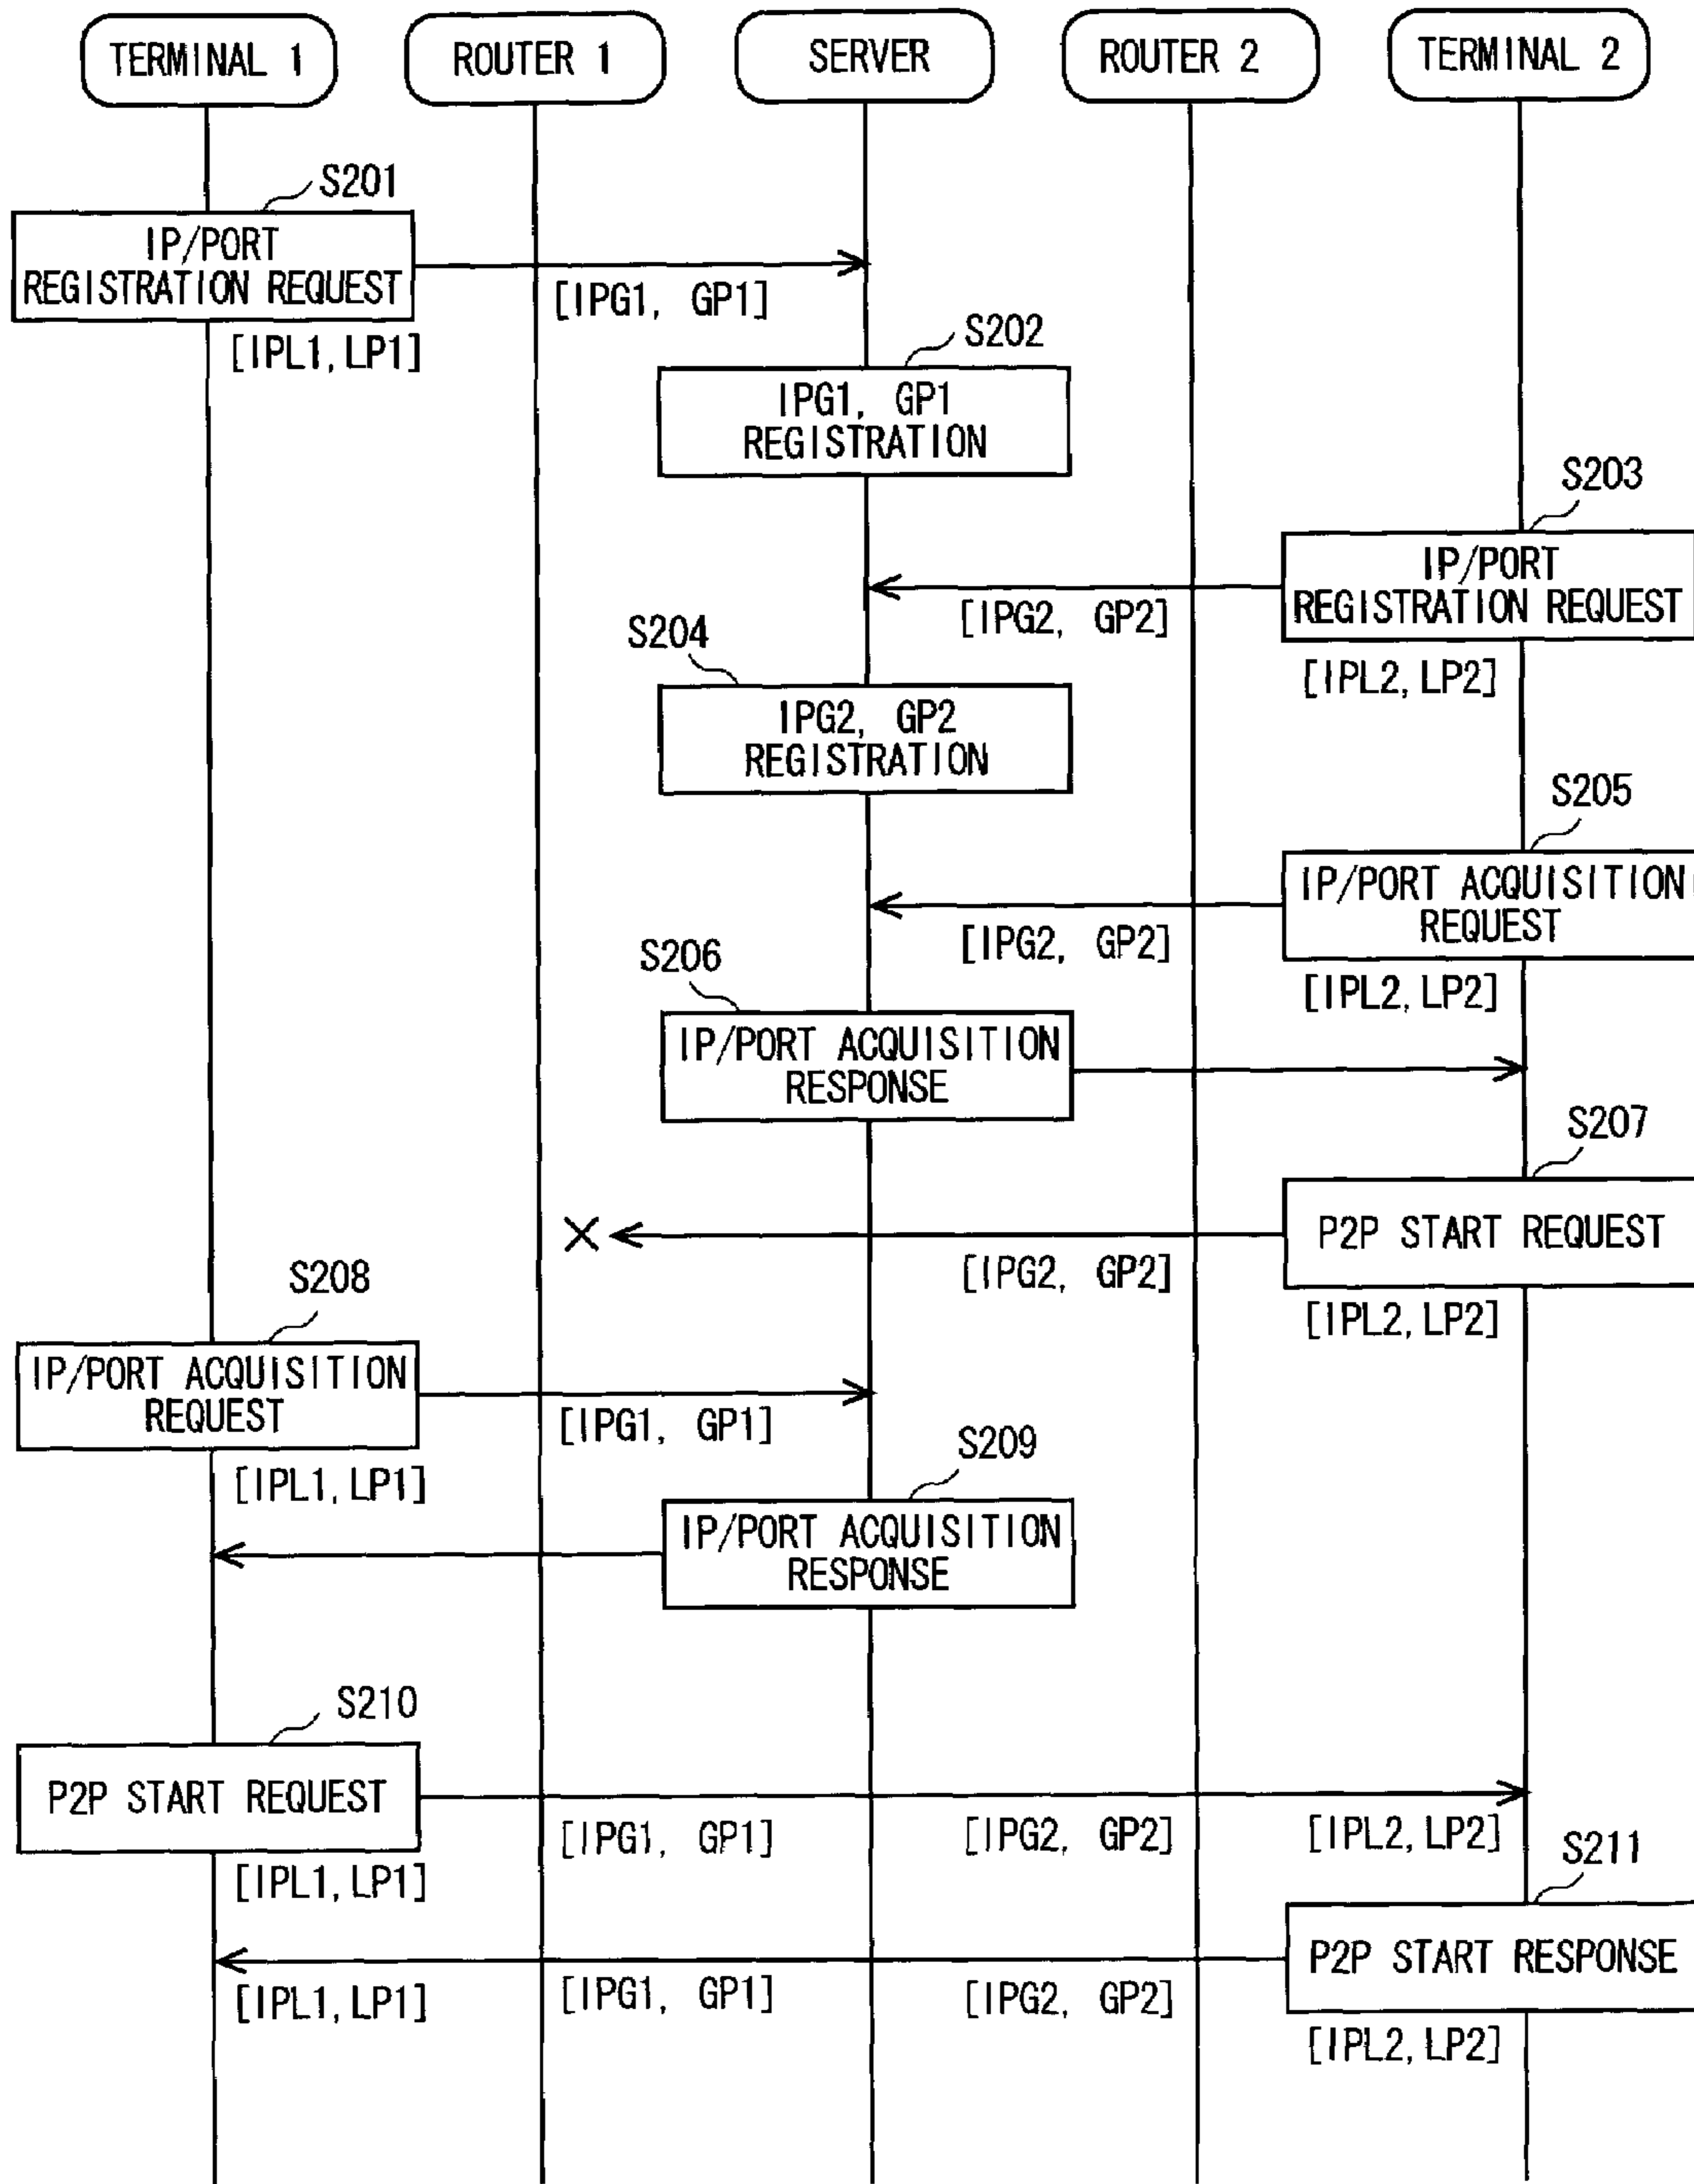 TERMINAL 1
ROUTER 1
SERVER
ROUTER 2
TERMINAL 2
S201
IP/PORT
REGISTRATION REQUEST
[IPG1, GP1]
[IPL1, LP1]
S202
IPG1, GP1
REGISTRATION
S203
IP/PORT
REGISTRATION REQUEST
[IPG2, GP2]
[IPL2, LP2]
S204
IPG2, GP2
REGISTRATION
S205
IP/PORT ACQUISITION
REQUEST
[IPG2, GP2]
[IPL2, LP2]
S206
IP/PORT ACQUISITION
RESPONSE
S207
P2P START REQUEST
[IPG2, GP2]
[IPL2, LP2]
S208
IP/PORT ACQUISITION
REQUEST
[IPG1, GP1]
[IPL1, LP1]
S209
IP/PORT ACQUISITION
RESPONSE
S210
P2P START REQUEST
[IPG1, GP1]
[IPG2, GP2]
[IPL2, LP2]
[IPL1, LP1]
S211
P2P START RESPONSE
[IPL1, LP1]
[IPG1, GP1]
[IPG2, GP2]
[IPL2, LP2]